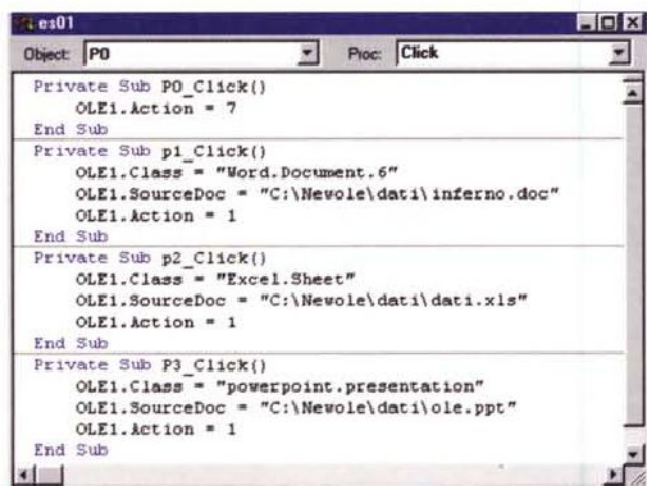 es01
Object: P0 Proc: Click
Private Sub P0_Click()
OLE1.Action = 7
End Sub
Private Sub p1_Click()
OLE1.Class = "Word.Document.6"
OLE1.SourceDoc = "C:\Newole\dati\inferno.doc"
OLE1.Action = 1
End Sub
Private Sub p2_Click()
OLE1.Class = "Excel.Sheet"
OLE1.SourceDoc = "C:\Newole\dati\dati.xls"
OLE1.Action = 1
End Sub
Private Sub P3_Click()
OLE1.Class = "powerpoint.presentation"
OLE1.SourceDoc = "C:\Newole\dati\ole.ppt"
OLE1.Action = 1
End Sub